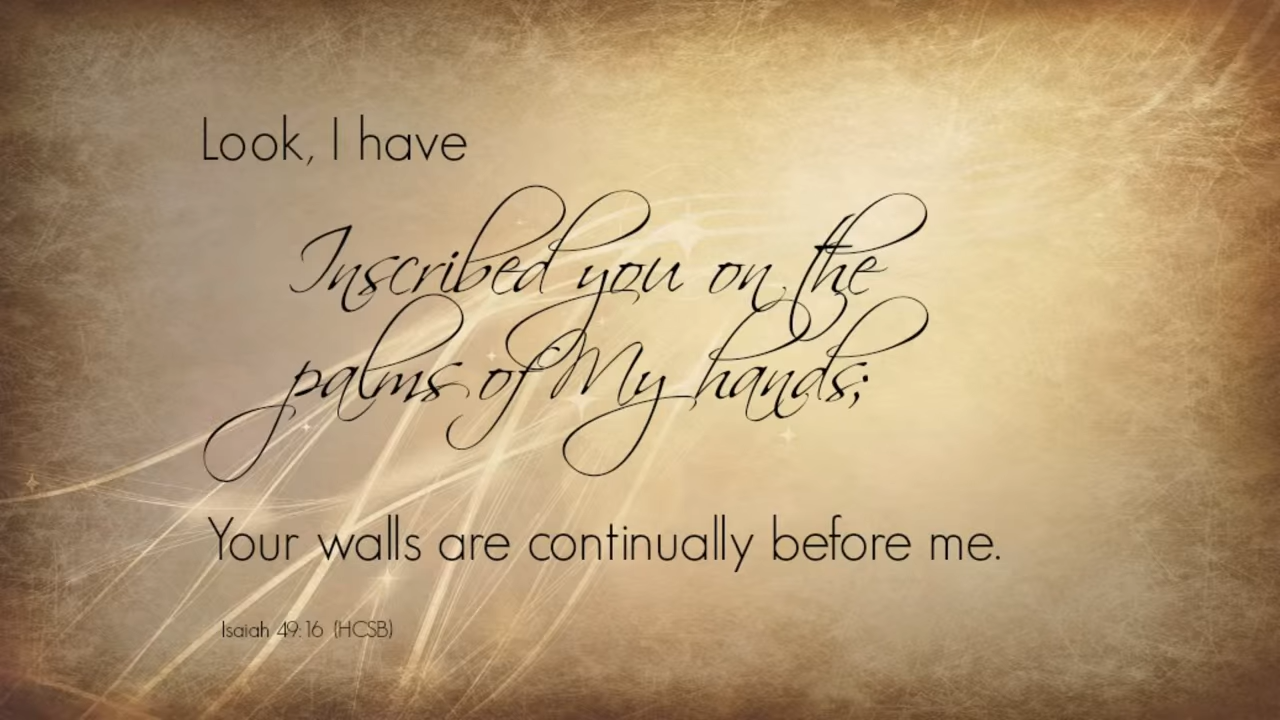 Look, I have
Inscribed you on the
palms of My hands;
Your walls are continually before me.
Isaiah 49:16 (HCSB)